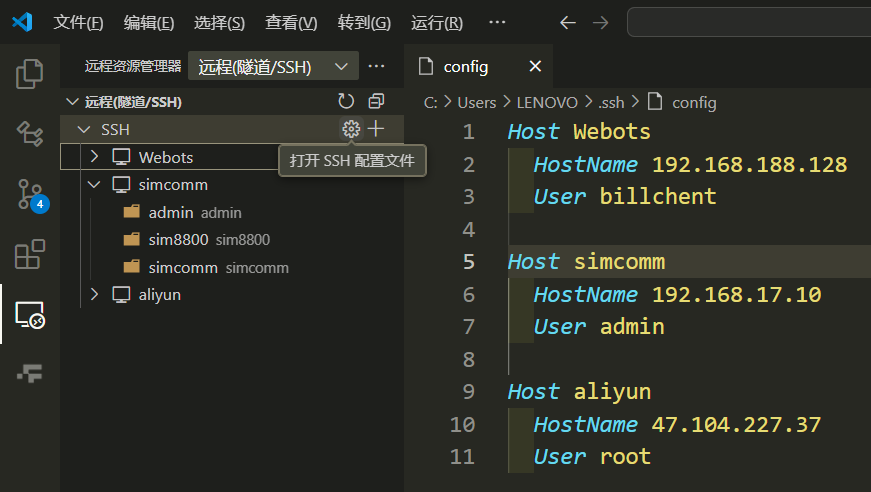 文件(F) 编辑(E) 选择(S) 查看(V) 转到(G) 运行(R) ···
远程资源管理器 远程(隧道/SSH) ···
config
远程(隧道/SSH)
SSH
打开 SSH 配置文件
Webots
simcomm
admin admin
sim8800 sim8800
simcomm simcomm
aliyun
4
C: > Users > LENOVO > .ssh > config
1 Host Webots
2 HostName 192.168.188.128
3 User billchent
4
5 Host simcomm
6 HostName 192.168.17.10
7 User admin
8
9 Host aliyun
10 HostName 47.104.227.37
11 User root